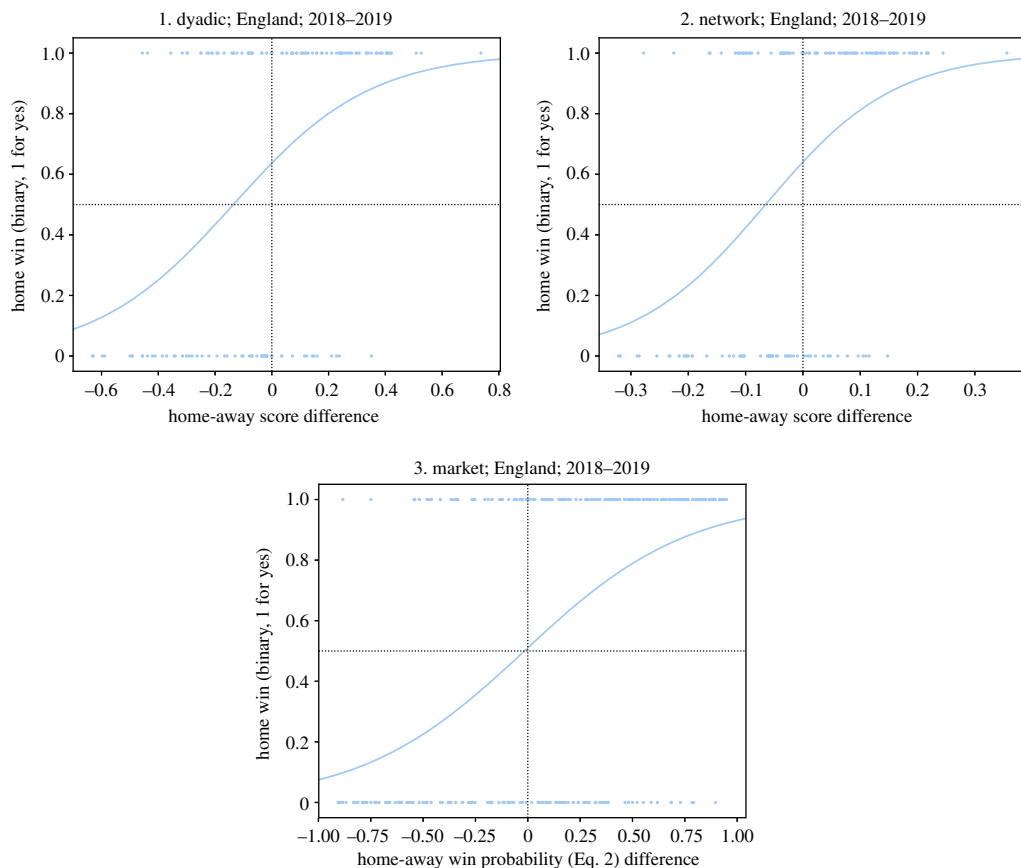 1. dyadic; England; 2018–2019
1.0
0.8
0.6
0.4
0.2
0
home win (binary, 1 for yes)
–0.6 –0.4 –0.2 0 0.2 0.4 0.6 0.8
home-away score difference
2. network; England; 2018–2019
1.0
0.8
0.6
0.4
0.2
0
home win (binary, 1 for yes)
–0.3 –0.2 –0.1 0 0.1 0.2 0.3
home-away score difference
3. market; England; 2018–2019
1.0
0.8
0.6
0.4
0.2
0
home win (binary, 1 for yes)
–1.00 –0.75 –0.50 –0.25 0 0.25 0.50 0.75 1.00
home-away win probability (Eq. 2) difference